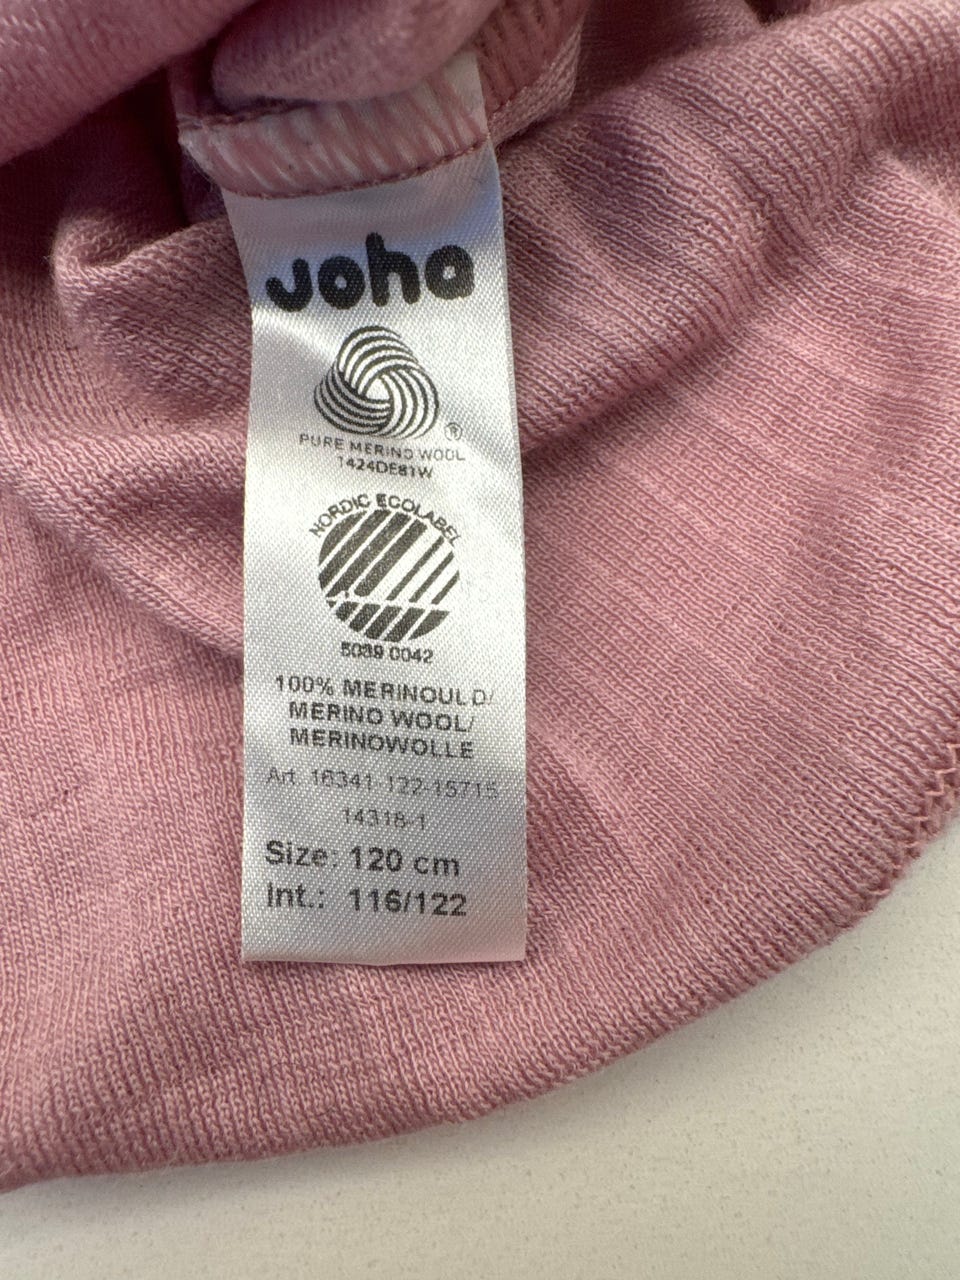 Joha
®
PURE MERINO WOOL
1424DE81W
NORDIC ECOLABEL
5039 0042
100% MERINOULD/
MERINO WOOL/
MERINOWOLLE
Art. 16341-122-15715
14318-1
Size: 120 cm
Int.: 116/122